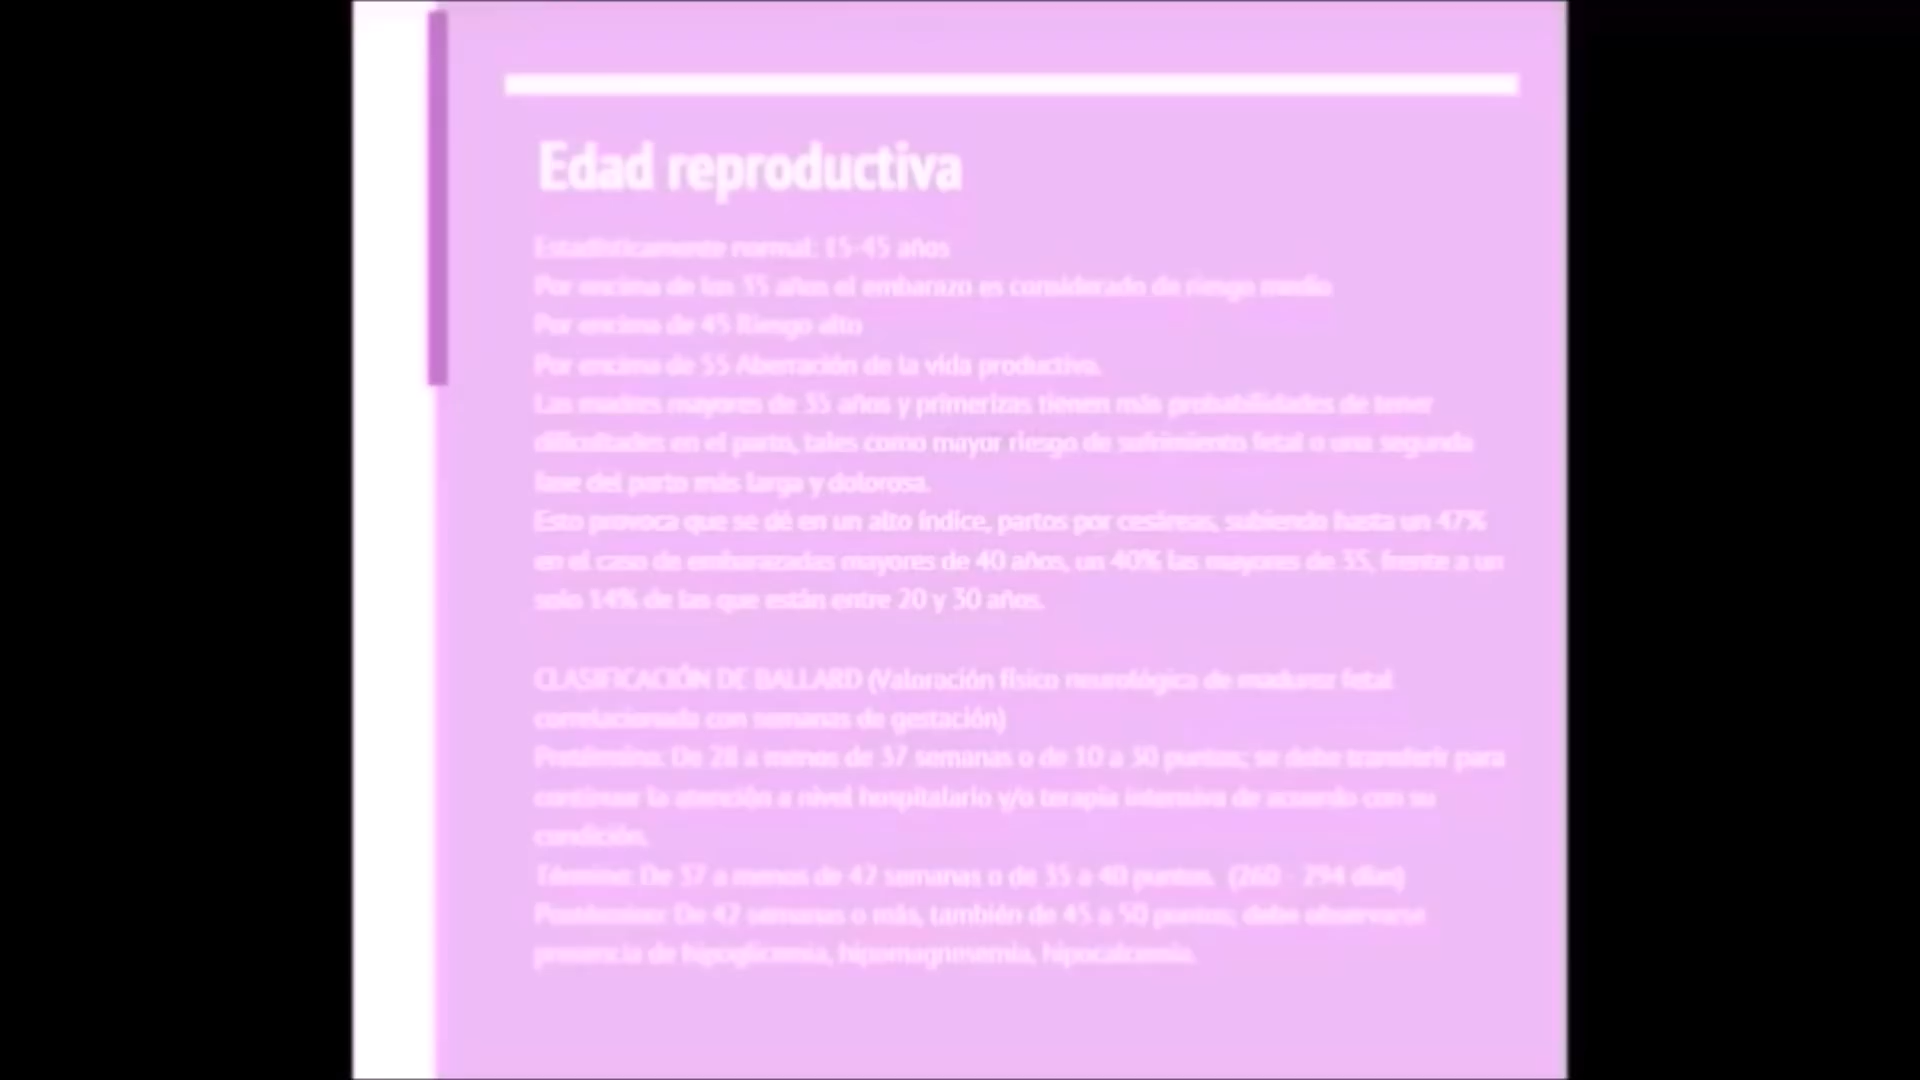 Edad reproductiva
Estadísticamente normal: 15-45 años
Por encima de los 35 años el embarazo es considerado de riesgo medio
Por encima de 45 Riesgo alto
Por encima de 55 Aberración de la vida productiva.
Las madres mayores de 35 años y primerizas tienen más probabilidades de tener
dificultades en el parto, tales como mayor riesgo de sufrimiento fetal o una segunda
fase del parto más larga y dolorosa.
Esto provoca que se dé en un alto índice, partos por cesáreas, subiendo hasta un 47%
en el caso de embarazadas mayores de 40 años, un 40% las mayores de 35, frente a un
solo 14% de las que están entre 20 y 30 años.
CLASIFICACIÓN DE BALLARD (Valoración físico neurológica de madurez fetal
correlacionada con semanas de gestación)
Pretérmino: De 28 a menos de 37 semanas o de 10 a 30 puntos; se debe transferir para
continuar la atención a nivel hospitalario y/o terapia intensiva de acuerdo con su
condición.
Término: De 37 a menos de 42 semanas o de 35 a 40 puntos. (260 - 294 días)
Postérmino: De 42 semanas o más, también de 45 a 50 puntos; debe observarse
presencia de hipoglicemia, hipomagnesemia, hipocalcemia.